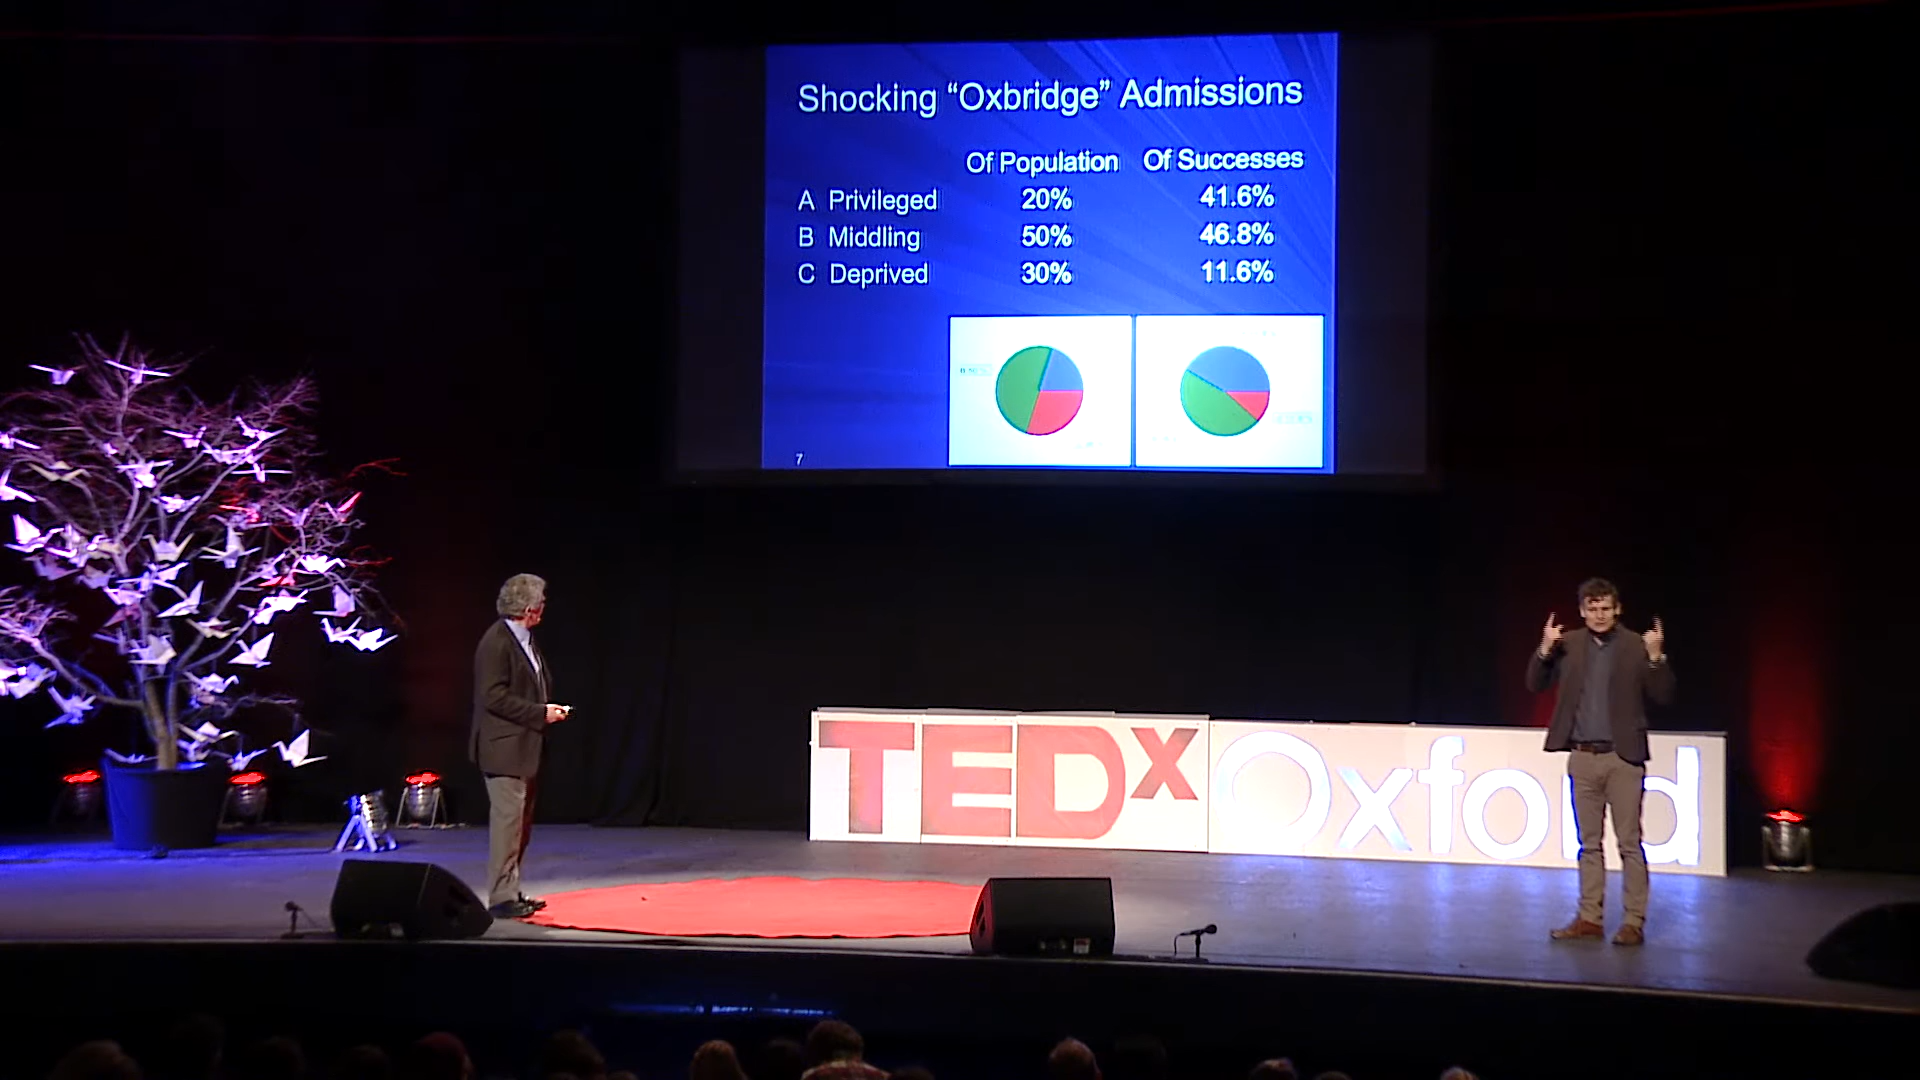 Shocking “Oxbridge” Admissions
Of Population Of Successes
A Privileged 20% 41.6%
B Middling 50% 46.8%
C Deprived 30% 11.6%
7
TEDx Oxford